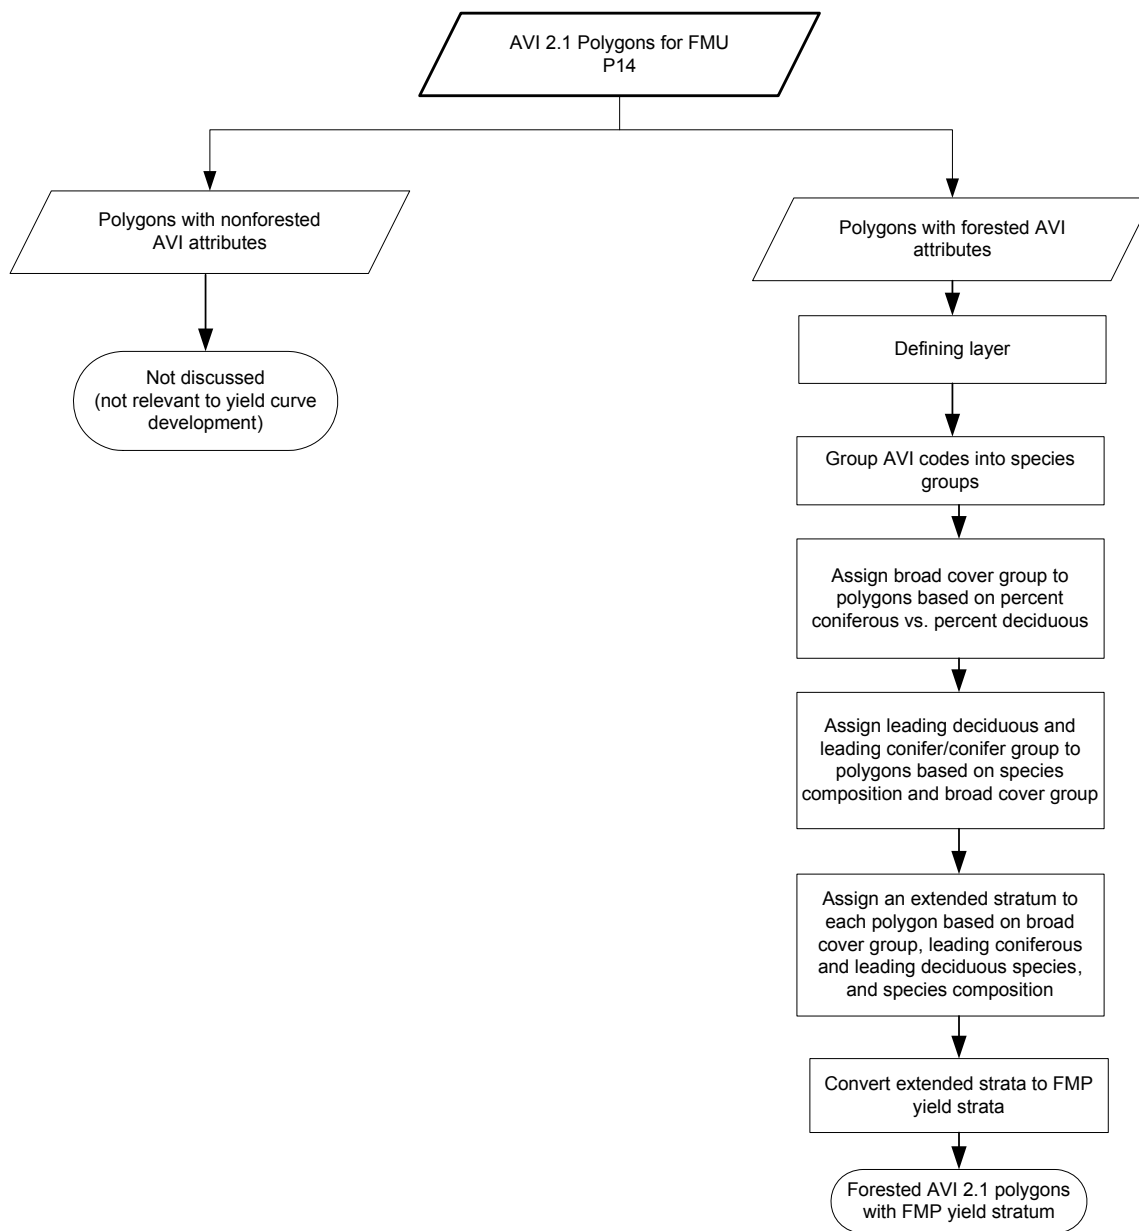 AVI 2.1 Polygons for FMU
P14
Polygons with nonforested
AVI attributes
Not discussed
(not relevant to yield curve
development)
Polygons with forested AVI
attributes
Defining layer
Group AVI codes into species
groups
Assign broad cover group to
polygons based on percent
coniferous vs. percent deciduous
Assign leading deciduous and
leading conifer/conifer group to
polygons based on species
composition and broad cover group
Assign an extended stratum to
each polygon based on broad
cover group, leading coniferous
and leading deciduous species,
and species composition
Convert extended strata to FMP
yield strata
Forested AVI 2.1 polygons
with FMP yield stratum